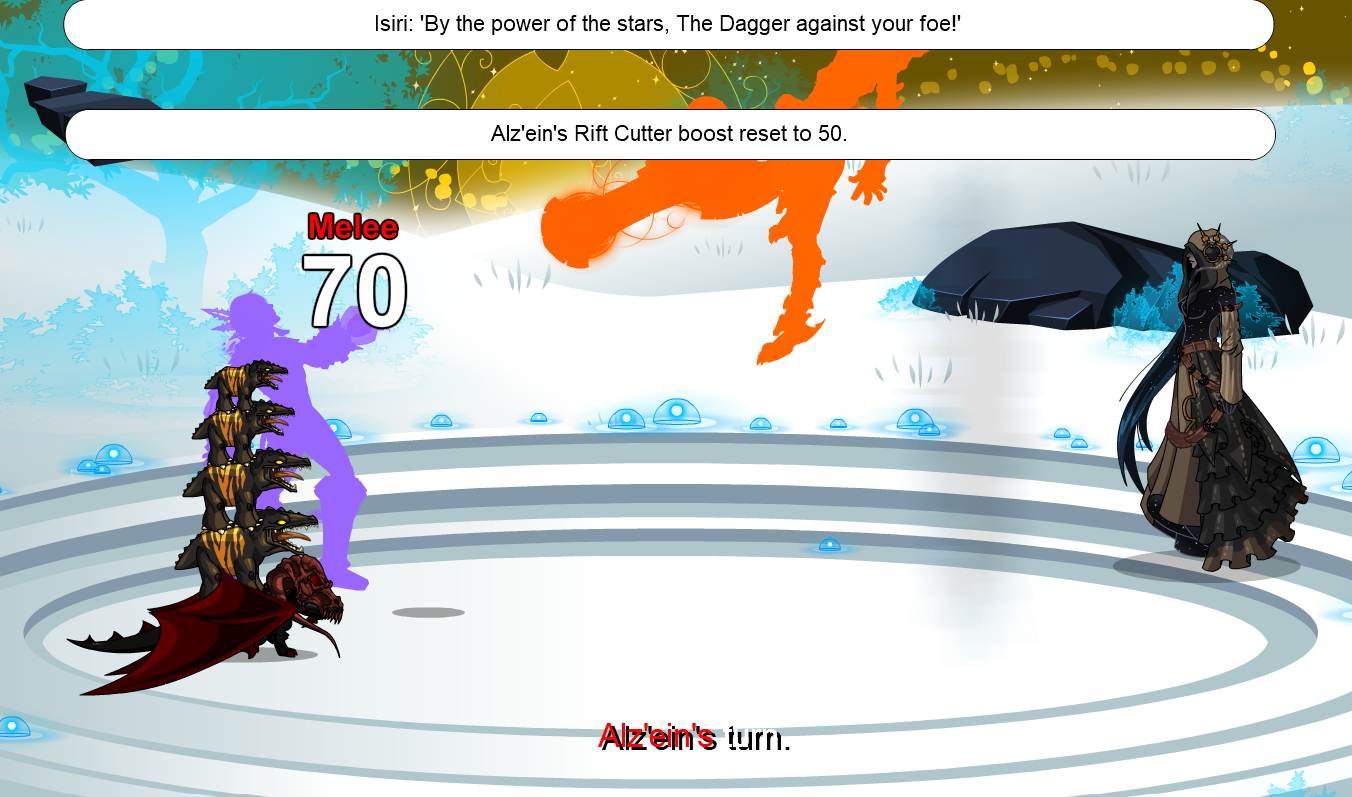 Isiri: 'By the power of the stars, The Dagger against your foe!'
Alz'ein's Rift Cutter boost reset to 50.
Melee
70
Alz'ein's turn.